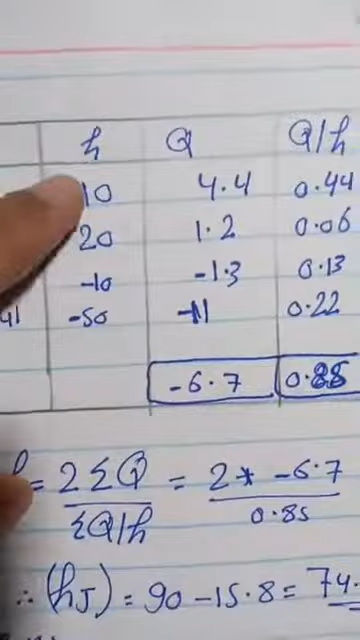 h Q Q/h
10 4.4 0.44
20 1.2 0.06
-10 -1.3 0.13
-50 -11 0.22
-6.7 0.85
= 2ΣQ = 2* -6.7
ΣQ/h 0.85
∴ (hJ) = 90 - 15.8 = 74.